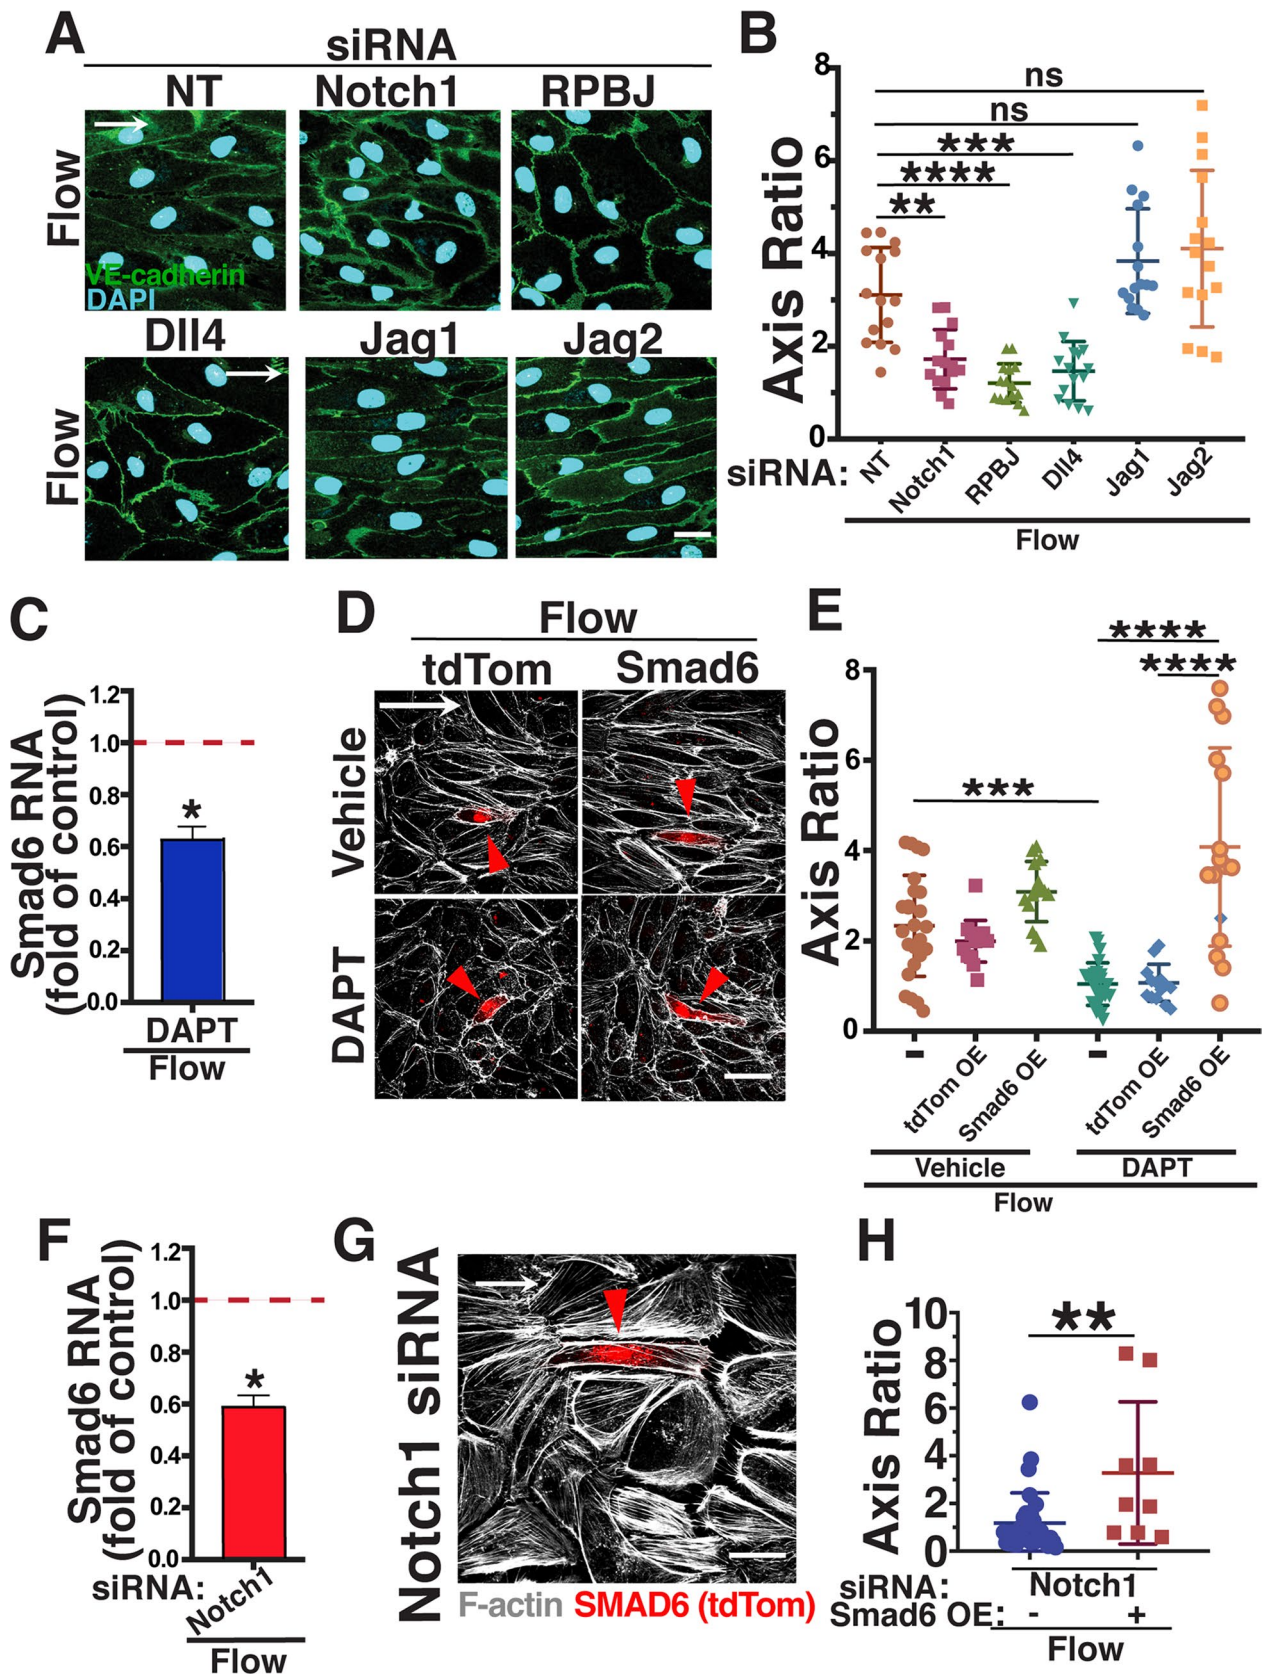 A
siRNA
NT Notch1 RPBJ
Flow
VE-cadherin
DAPI
Dll4 Jag1 Jag2
Flow
B
Axis Ratio
8
6
4
2
0
ns
ns
***
****
**
siRNA: NT Notch1 RPBJ Dll4 Jag1 Jag2
Flow
C
Smad6 RNA
(fold of control)
1.2
1.0
0.8
0.6
0.4
0.2
0.0
*
DAPT
Flow
D
Flow
tdTom Smad6
Vehicle
DAPT
E
Axis Ratio
8
6
4
2
0
****
****
***
- tdTom OE Smad6 OE - tdTom OE Smad6 OE
Vehicle DAPT
Flow
F
Smad6 RNA
(fold of control)
1.2
1.0
0.8
0.6
0.4
0.2
0.0
*
siRNA: Notch1
Flow
G
Notch1 siRNA
F-actin SMAD6 (tdTom)
H
Axis Ratio
10
8
6
4
2
0
**
siRNA: Notch1
Smad6 OE: - +
Flow